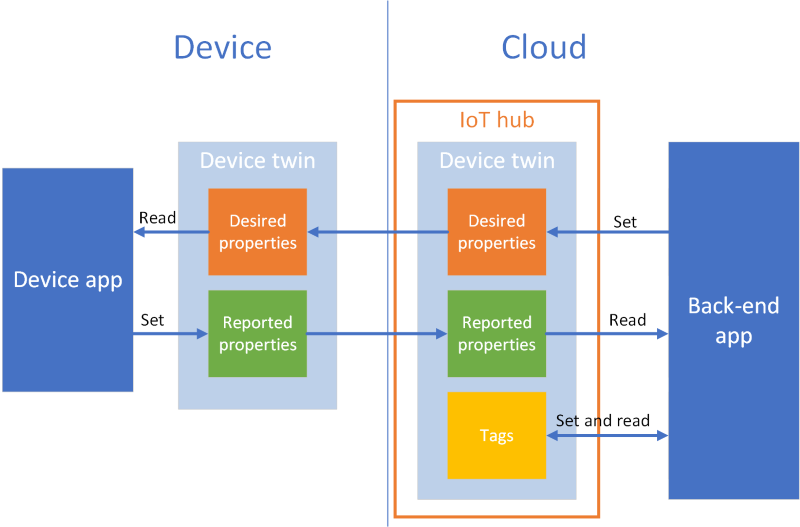 Device
Cloud
IoT hub
Device twin
Device twin
Read
Desired
properties
Desired
properties
Set
Device app
Set
Reported
properties
Reported
properties
Read
Back-end
app
Tags
Set and read